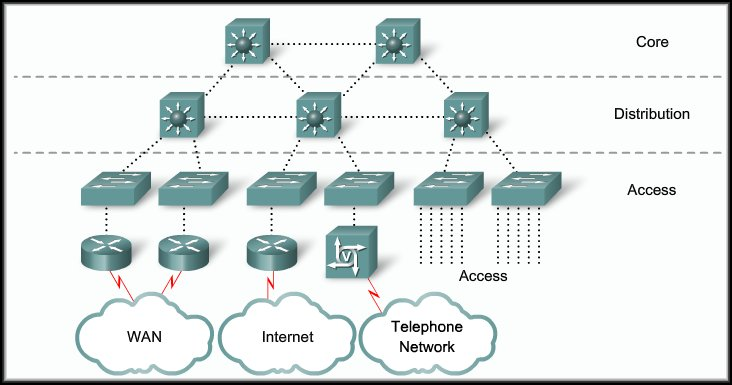 Core
Distribution
Access
V
Access
WAN
Internet
Telephone
Network